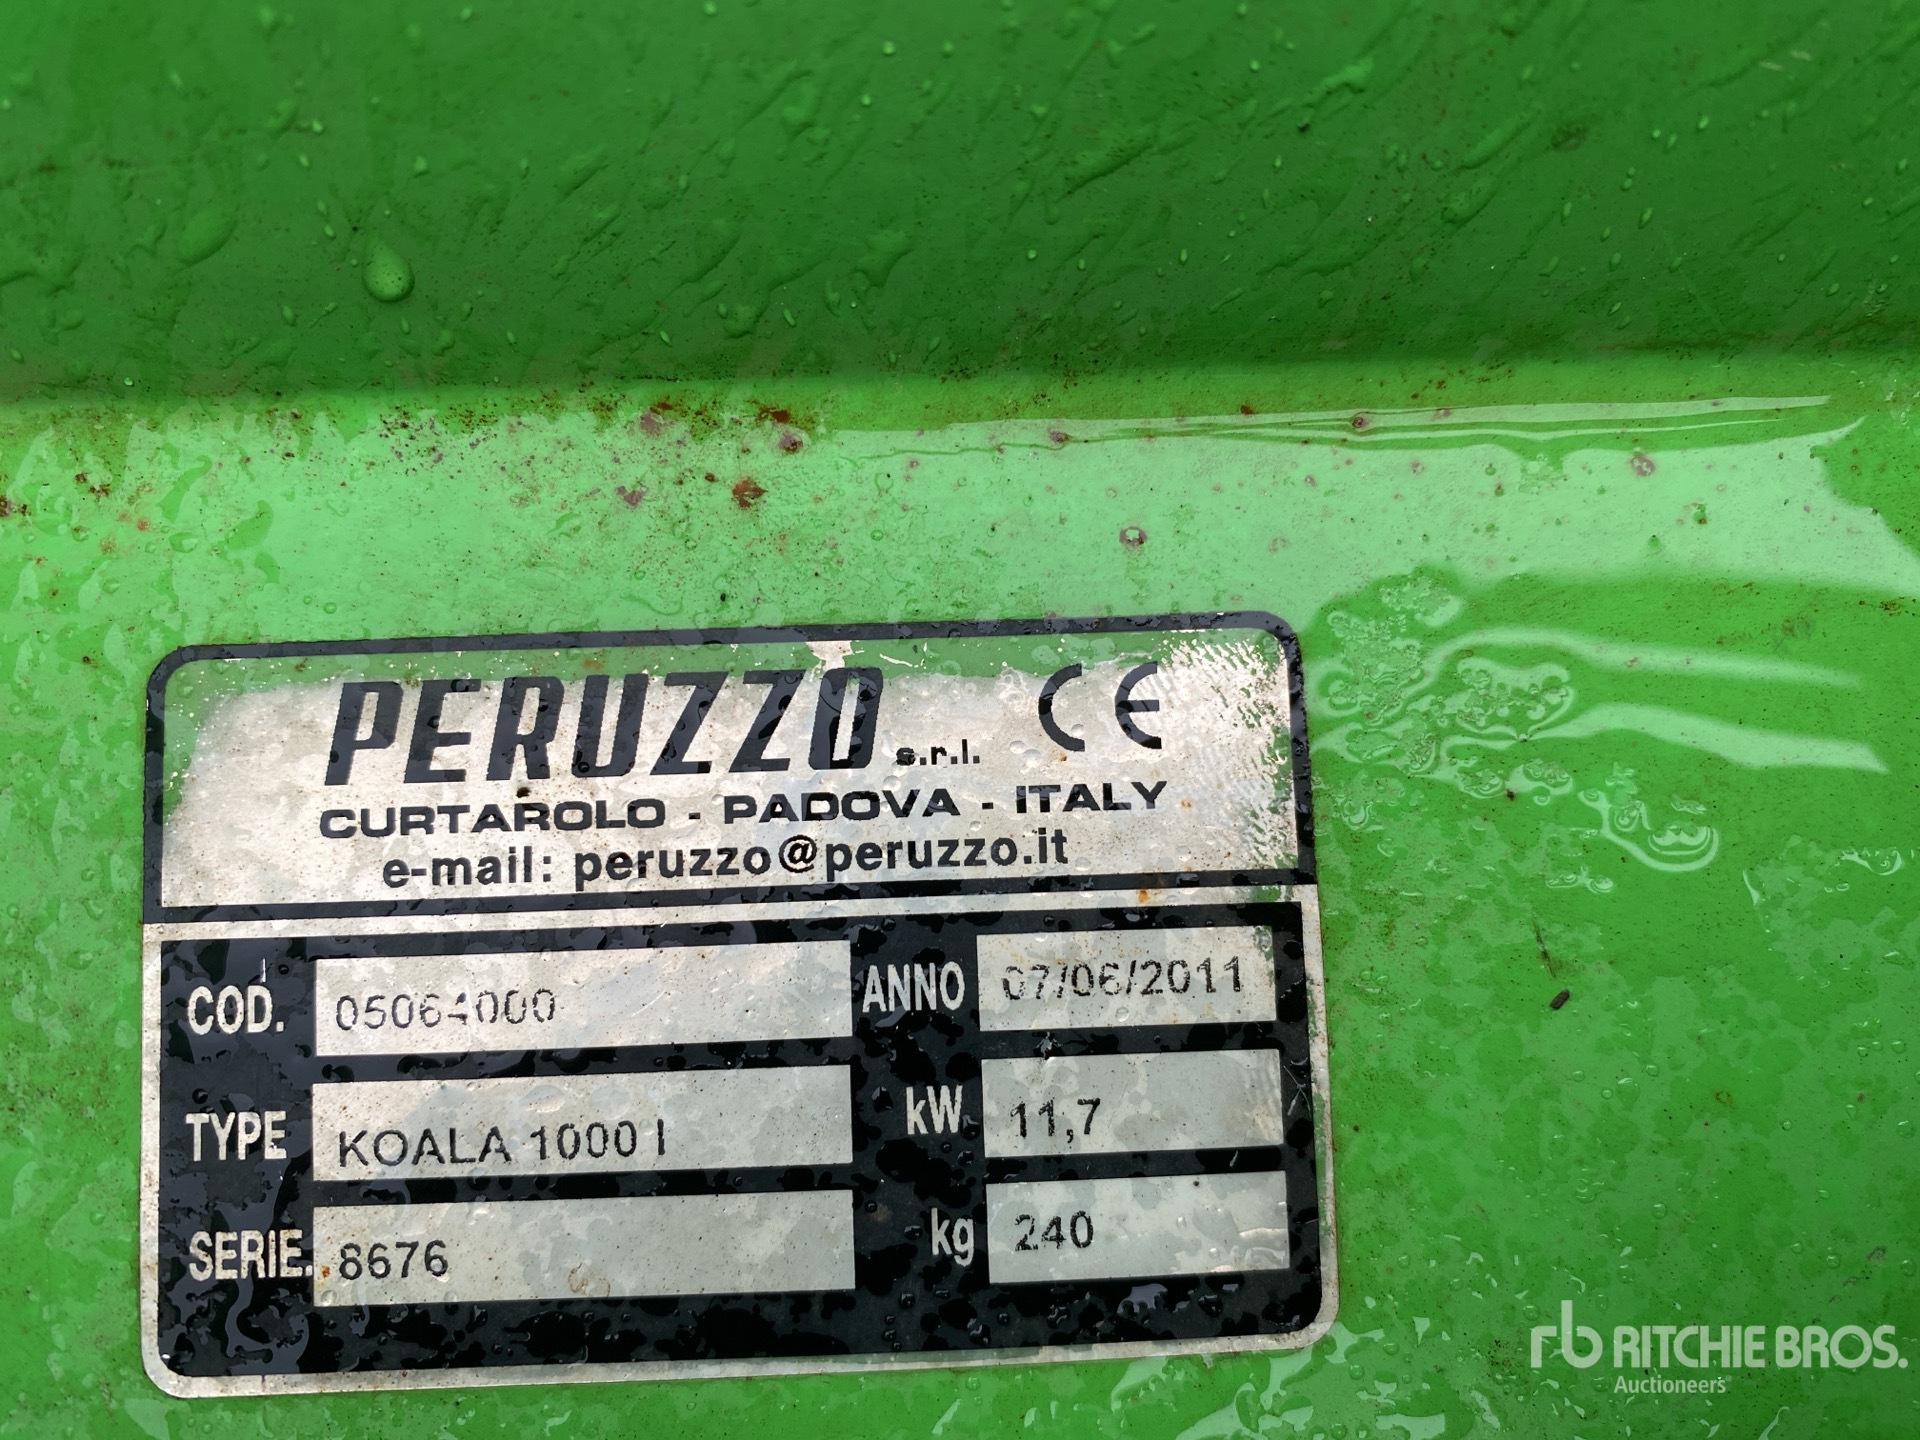 PERUZZO s.r.l. CE
CURTAROLO - PADOVA - ITALY
e-mail: peruzzo@peruzzo.it
COD. 05064000 ANNO 07/06/2011
TYPE KOALA 1000 I kW 11,7
SERIE. 8676 kg 240
rb RITCHIE BROS.
Auctioneers